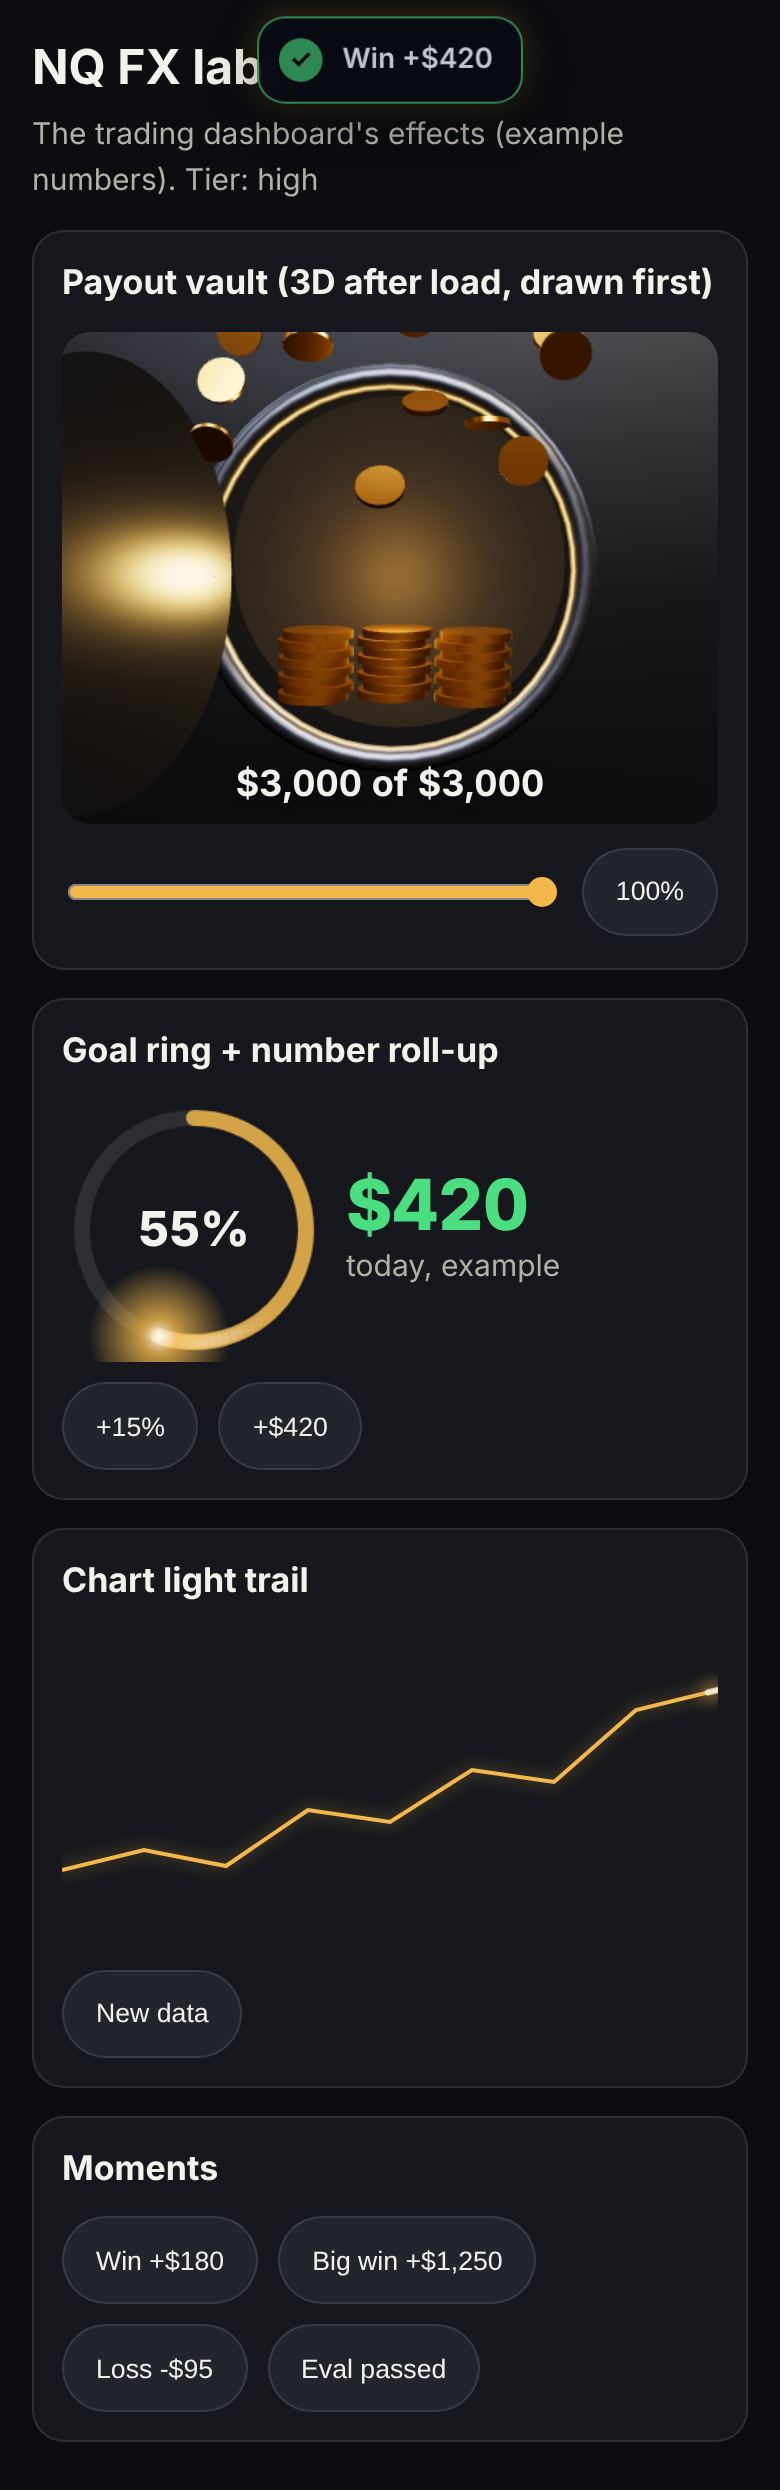 NQ FX lab
Win +$420
The trading dashboard's effects (example
numbers). Tier: high
Payout vault (3D after load, drawn first)
$3,000 of $3,000
100%
Goal ring + number roll-up
55%
$420
today, example
+15%
+$420
Chart light trail
New data
Moments
Win +$180
Big win +$1,250
Loss -$95
Eval passed